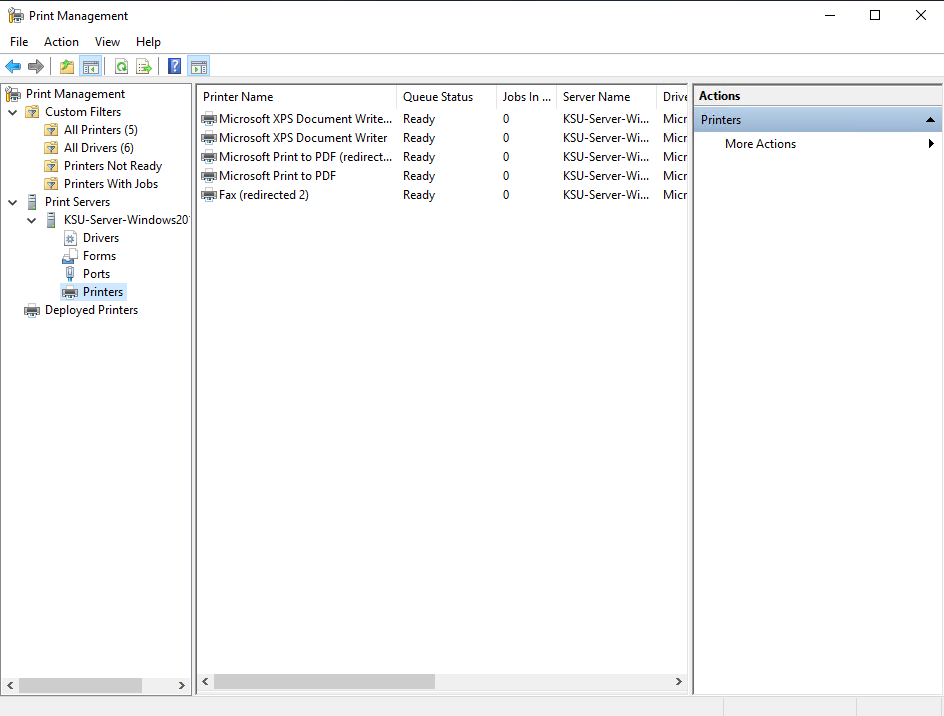 Print Management
File Action View Help
Print Management
Custom Filters
All Printers (5)
All Drivers (6)
Printers Not Ready
Printers With Jobs
Print Servers
KSU-Server-Windows20
Drivers
Forms
Ports
Printers
Deployed Printers
Printer Name Queue Status Jobs In ... Server Name Drive
Microsoft XPS Document Write... Ready 0 KSU-Server-Wi... Micr
Microsoft XPS Document Writer Ready 0 KSU-Server-Wi... Micr
Microsoft Print to PDF (redirect... Ready 0 KSU-Server-Wi... Micr
Microsoft Print to PDF Ready 0 KSU-Server-Wi... Micr
Fax (redirected 2) Ready 0 KSU-Server-Wi... Micr
Actions
Printers
More Actions